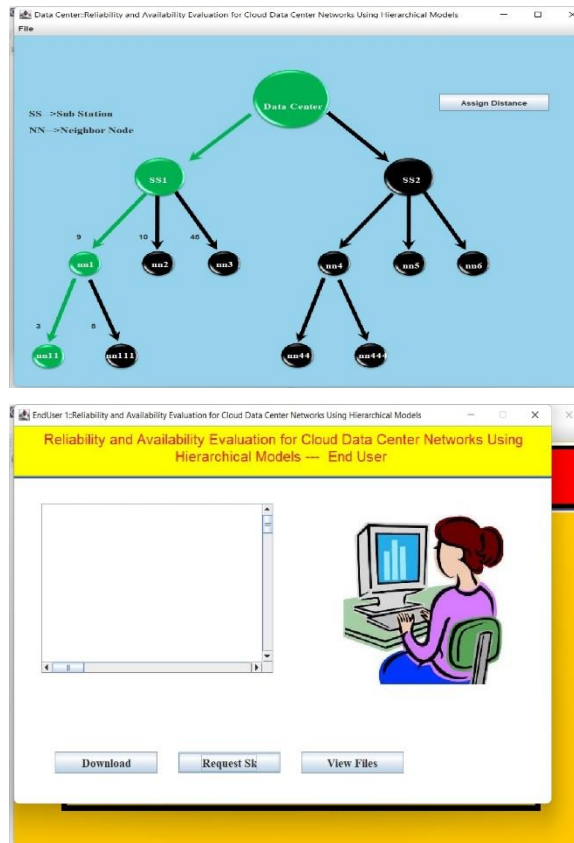 Data Center::Reliability and Availability Evaluation for Cloud Data Center Networks Using Hierarchical Models
File
Data Center
Assign Distance
SS -->Sub Station
NN-->Neighbor Node
SS1
SS2
9
10
45
nn1
nn2
nn3
nn4
nn5
nn6
3
5
nn11
nn111
nn44
nn444
EndUser 1::Reliability and Availability Evaluation for Cloud Data Center Networks Using Hierarchical Models
Reliability and Availability Evaluation for Cloud Data Center Networks Using
Hierarchical Models --- End User
Download
Request Sk
View Files